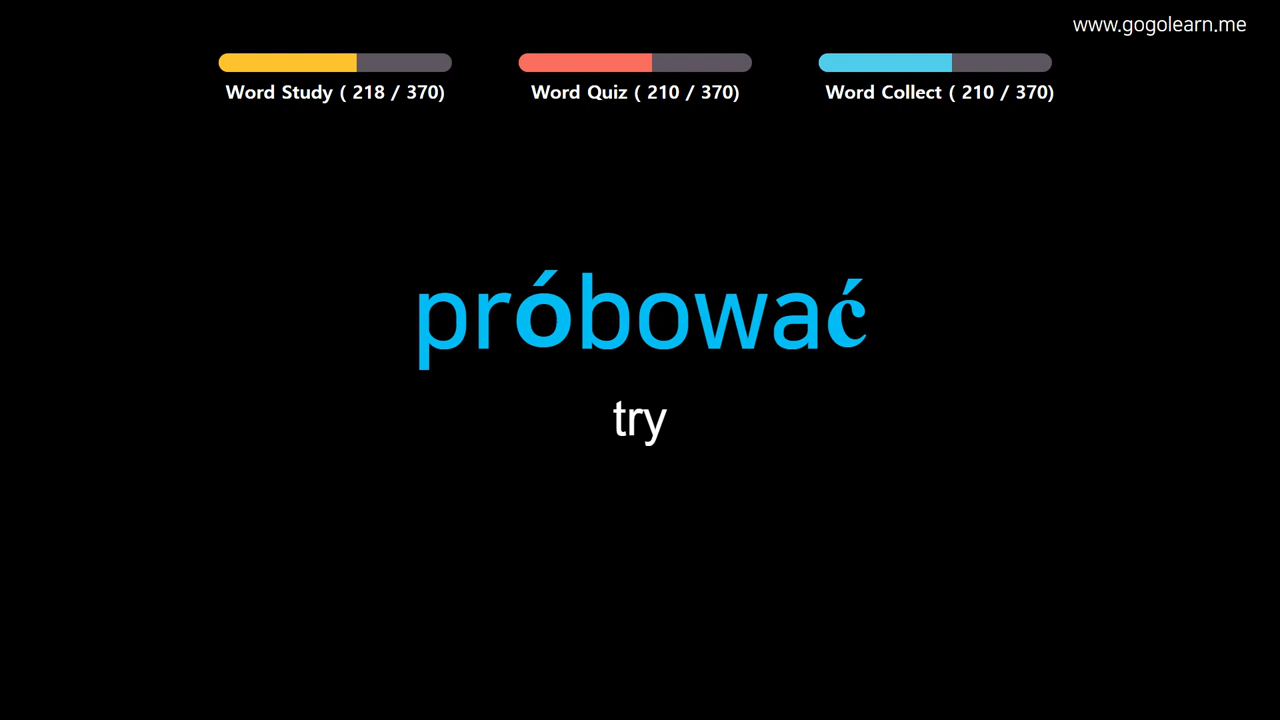 www.gogolearn.me
Word Study ( 218 / 370)
Word Quiz ( 210 / 370)
Word Collect ( 210 / 370)
próbować
try